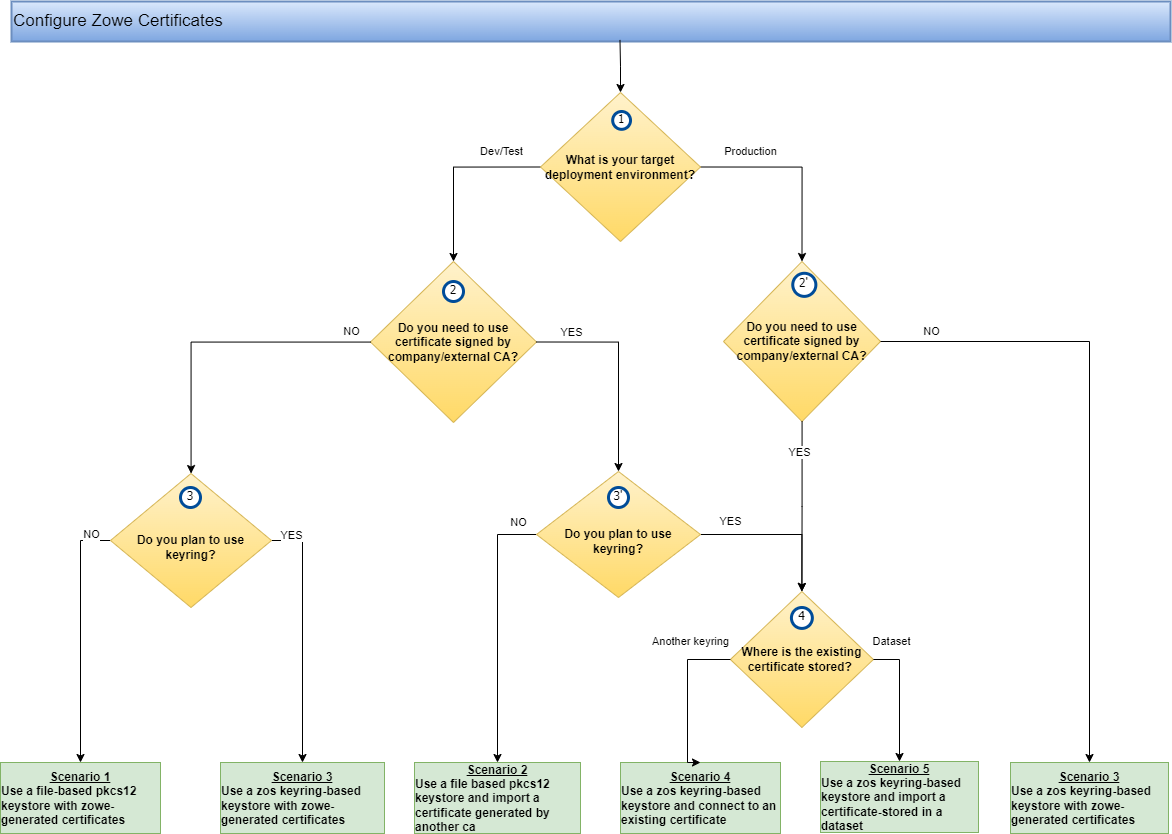 Configure Zowe Certificates
1
What is your target
deployment environment?
Dev/Test
Production
2
Do you need to use
certificate signed by
company/external CA?
NO
YES
2'
Do you need to use
certificate signed by
company/external CA?
NO
YES
3
Do you plan to use
keyring?
NO
YES
3'
Do you plan to use
keyring?
NO
YES
4
Where is the existing
certificate stored?
Another keyring
Dataset
Scenario 1
Use a file-based pkcs12
keystore with zowe-
generated certificates
Scenario 3
Use a zos keyring-based
keystore with zowe-
generated certificates
Scenario 2
Use a file based pkcs12
keystore and import a
certificate generated by
another ca
Scenario 4
Use a zos keyring-based
keystore and connect to an
existing certificate
Scenario 5
Use a zos keyring-based
keystore and import a
certificate-stored in a
dataset
Scenario 3
Use a zos keyring-based
keystore with zowe-
generated certificates